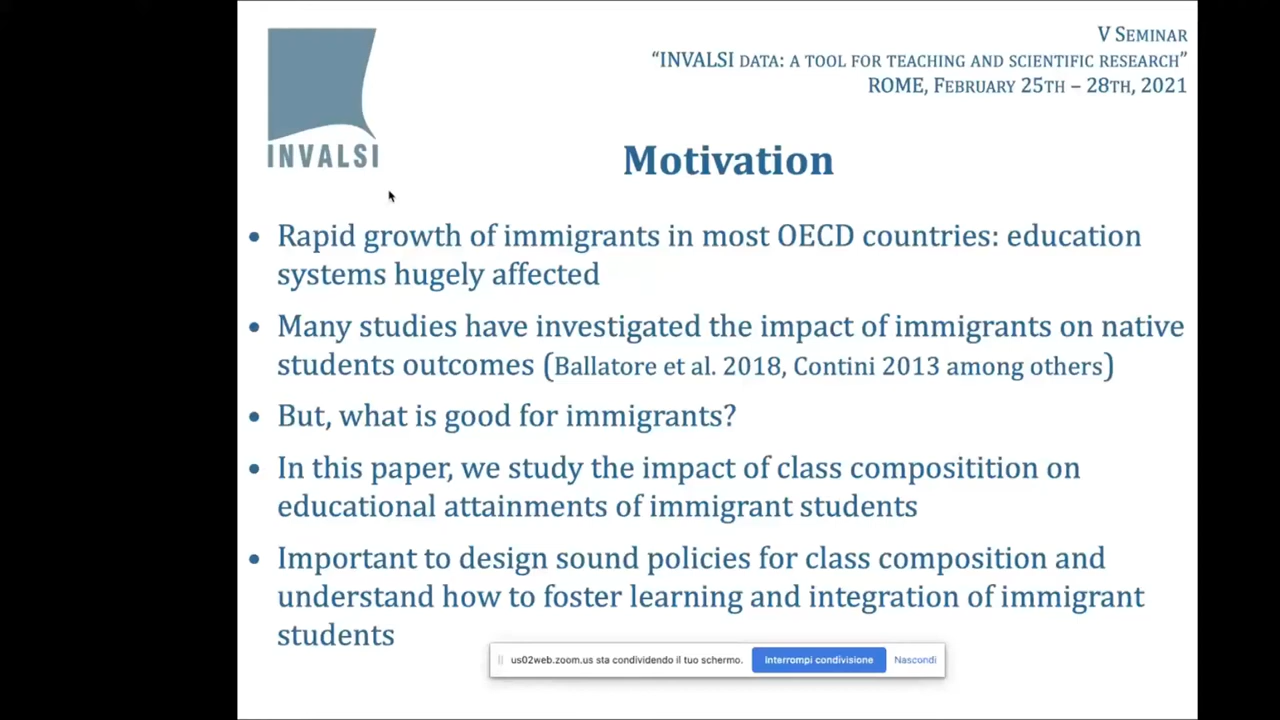 INVALSI
V SEMINAR
“INVALSI DATA: A TOOL FOR TEACHING AND SCIENTIFIC RESEARCH”
ROME, FEBRUARY 25TH – 28TH, 2021
Motivation
• Rapid growth of immigrants in most OECD countries: education
systems hugely affected
• Many studies have investigated the impact of immigrants on native
students outcomes (Ballatore et al. 2018, Contini 2013 among others)
• But, what is good for immigrants?
• In this paper, we study the impact of class compositition on
educational attainments of immigrant students
• Important to design sound policies for class composition and
understand how to foster learning and integration of immigrant
students
us02web.zoom.us sta condividendo il tuo schermo. Interrompi condivisione Nascondi